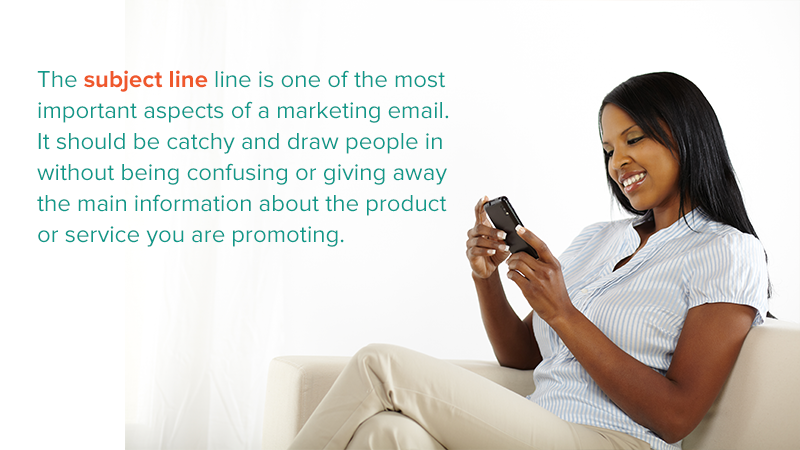 The subject line line is one of the most
important aspects of a marketing email.
It should be catchy and draw people in
without being confusing or giving away
the main information about the product
or service you are promoting.